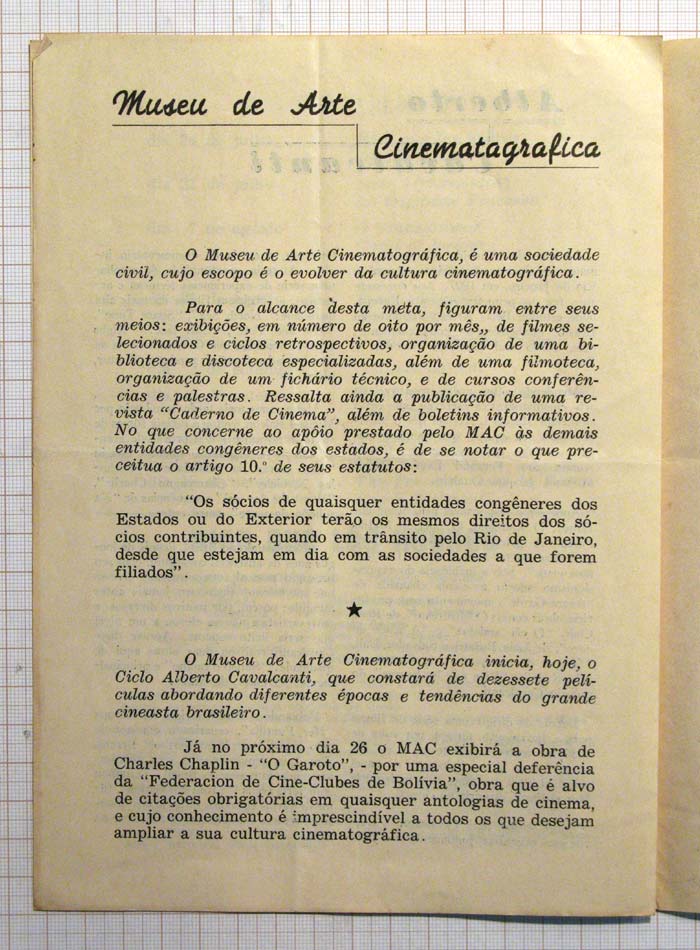 Museu de Arte
Cinematagrafica
O Museu de Arte Cinematográfica, é uma sociedade
civil, cujo escopo é o evolver da cultura cinematográfica.
Para o alcance desta méta, figuram entre seus
meios: exibições, em número de oito por mês,, de filmes se-
lecionados e ciclos retrospectivos, organização de uma bi-
blioteca e discoteca especializadas, além de uma filmoteca,
organização de um fichário técnico, e de cursos conferên-
cias e palestras. Ressalta ainda a publicação de uma re-
vista "Caderno de Cinema", além de boletins informativos.
No que concerne ao apôio prestado pelo MAC às demais
entidades congêneres dos estados, é de se notar o que pre-
ceitua o artigo 10.º de seus estatutos:
"Os sócios de quaisquer entidades congêneres dos
Estados ou do Exterior terão os mesmos direitos dos só-
cios contribuintes, quando em trânsito pelo Rio de Janeiro,
desde que estejam em dia com as sociedades a que forem
filiados".
O Museu de Arte Cinematográfica inicia, hoje, o
Ciclo Alberto Cavalcanti, que constará de dezessete pelí-
culas abordando diferentes épocas e tendências do grande
cineasta brasileiro.
Já no próximo dia 26 o MAC exibirá a obra de
Charles Chaplin - "O Garoto", - por uma especial deferência
da "Federacion de Cine-Clubes de Bolívia", obra que é alvo
de citações obrigatórias em quaisquer antologias de cinema,
e cujo conhecimento é imprescindível a todos os que desejam
ampliar a sua cultura cinematográfica.